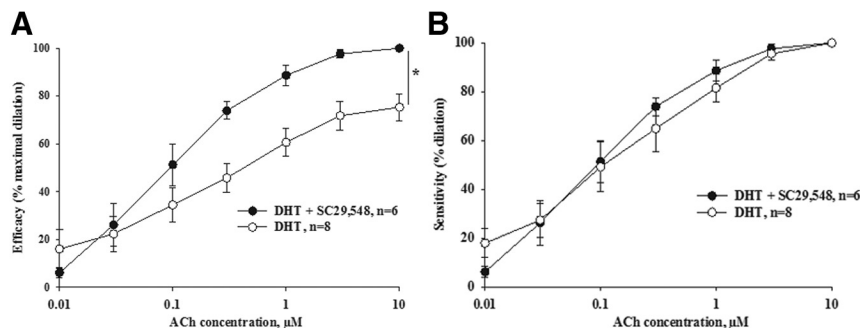 A
Efficacy (% maximal dilation)
100
80
60
40
20
0
*
DHT + SC29,548, n=6
DHT, n=8
0.01
0.1
1
10
ACh concentration, µM
B
Sensitivity (% dilation)
100
80
60
40
20
0
DHT + SC29,548, n=6
DHT, n=8
0.01
0.1
1
10
ACh concentration, µM